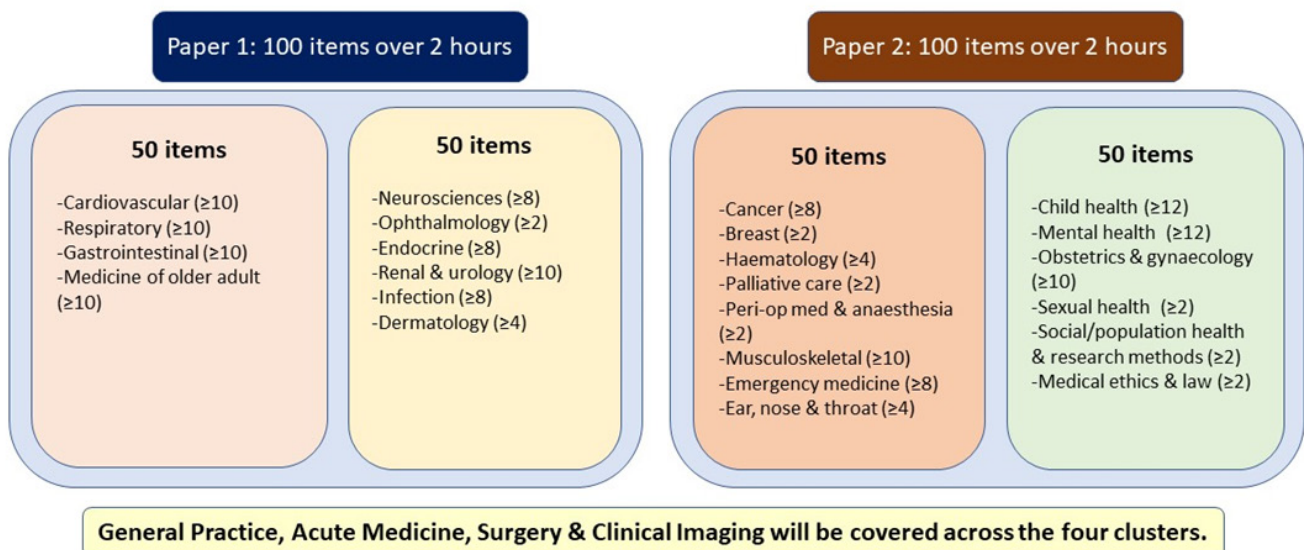 Paper 1: 100 items over 2 hours
50 items
-Cardiovascular (≥10)
-Respiratory (≥10)
-Gastrointestinal (≥10)
-Medicine of older adult
(≥10)
50 items
-Neurosciences (≥8)
-Ophthalmology (≥2)
-Endocrine (≥8)
-Renal & urology (≥10)
-Infection (≥8)
-Dermatology (≥4)
Paper 2: 100 items over 2 hours
50 items
-Cancer (≥8)
-Breast (≥2)
-Haematology (≥4)
-Palliative care (≥2)
-Peri-op med & anaesthesia
(≥2)
-Musculoskeletal (≥10)
-Emergency medicine (≥8)
-Ear, nose & throat (≥4)
50 items
-Child health (≥12)
-Mental health (≥12)
-Obstetrics & gynaecology
(≥10)
-Sexual health (≥2)
-Social/population health
& research methods (≥2)
-Medical ethics & law (≥2)
General Practice, Acute Medicine, Surgery & Clinical Imaging will be covered across the four clusters.